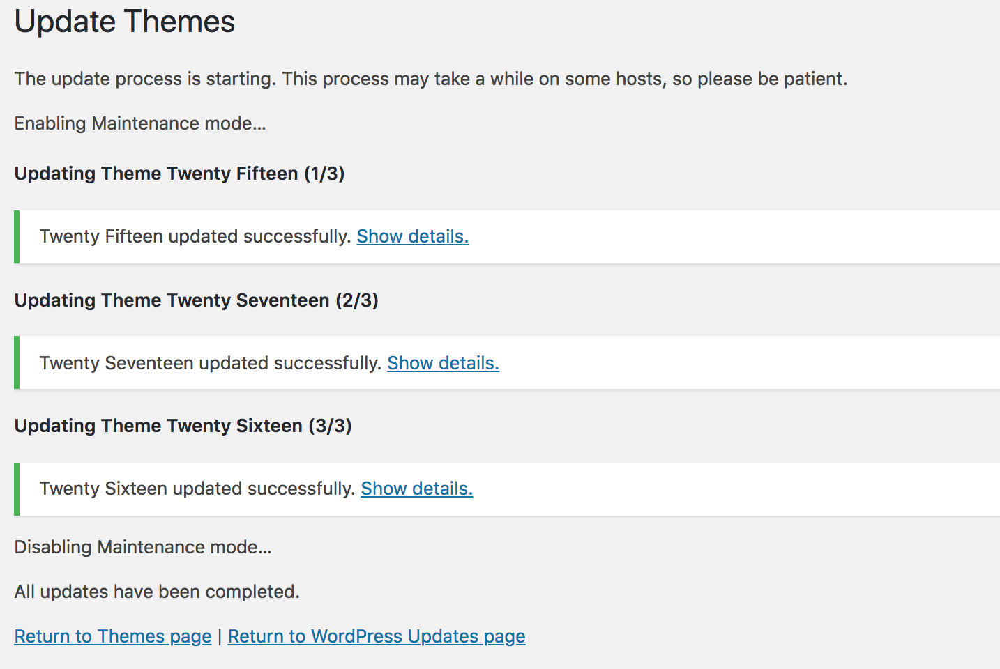 Update Themes
The update process is starting. This process may take a while on some hosts, so please be patient.
Enabling Maintenance mode…
Updating Theme Twenty Fifteen (1/3)
Twenty Fifteen updated successfully. Show details.
Updating Theme Twenty Seventeen (2/3)
Twenty Seventeen updated successfully. Show details.
Updating Theme Twenty Sixteen (3/3)
Twenty Sixteen updated successfully. Show details.
Disabling Maintenance mode…
All updates have been completed.
Return to Themes page | Return to WordPress Updates page